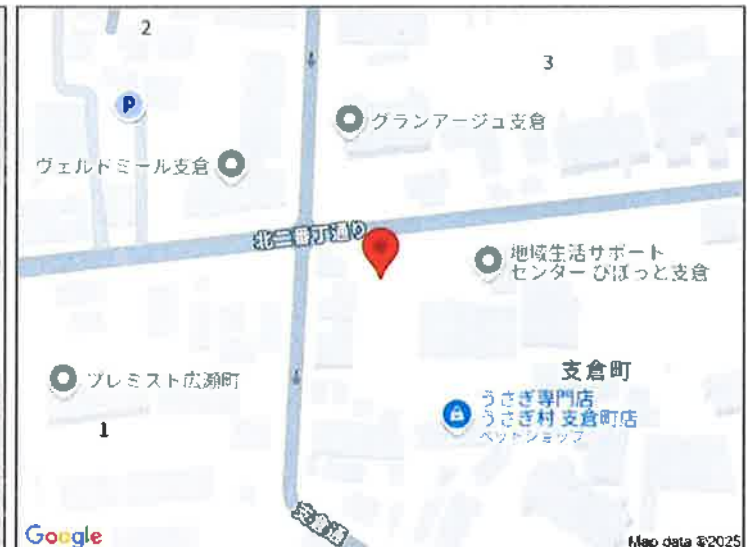 2
3
P
グランアージュ支倉
ヴェルドミール支倉
北二番丁通り
地域生活サポート
センター ぴぼっと支倉
プレミスト広瀬町
支倉町
1
うさぎ専門店
うさぎ村 支倉町店
ペットショップ
支倉通
Google
Map data ©2025